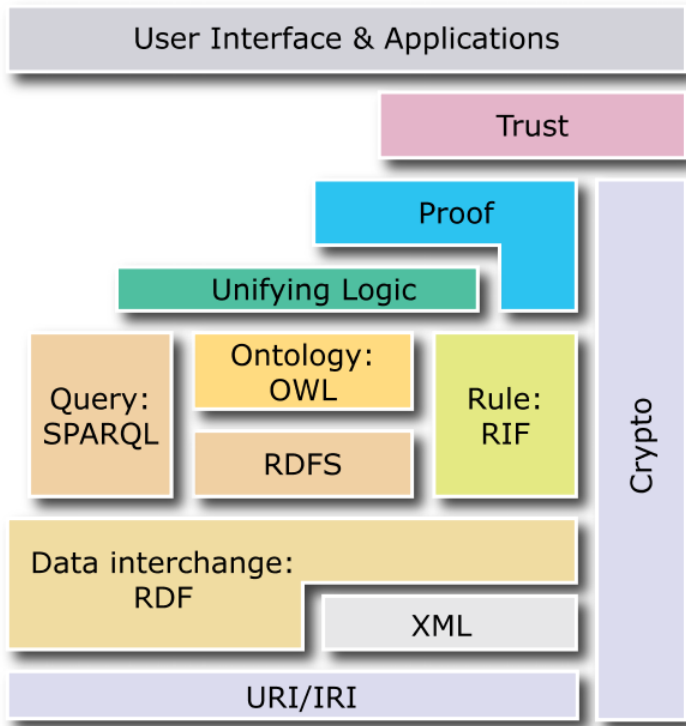 User Interface & Applications
Trust
Proof
Unifying Logic
Query:
SPARQL
Ontology:
OWL
RDFS
Rule:
RIF
Crypto
Data interchange:
RDF
XML
URI/IRI